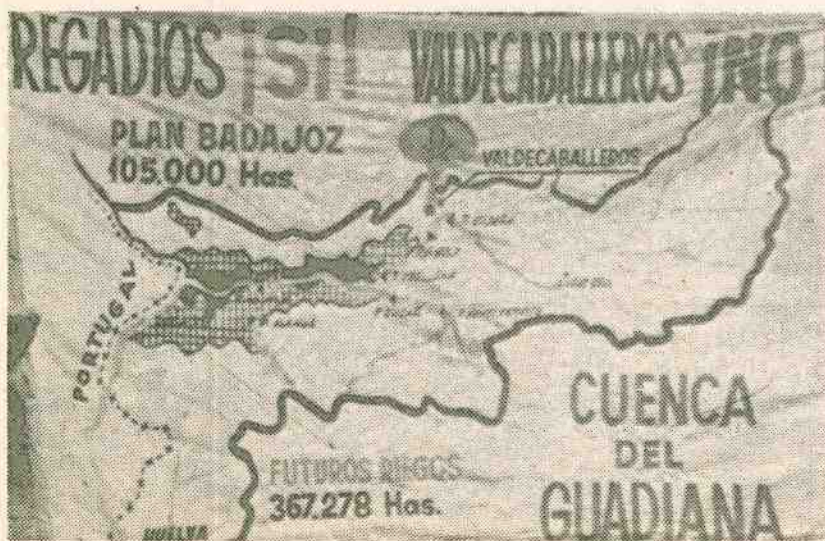 REGADIOS ¡SI! VALDECABALLEROS ¡NO
PLAN BADAJOZ
105.000 Has.
VALDECABALLEROS
PORTUGAL
CUENCA
DEL
GUADIANA
FUTUROS RIEGOS
367.278 Has.
HUELVA